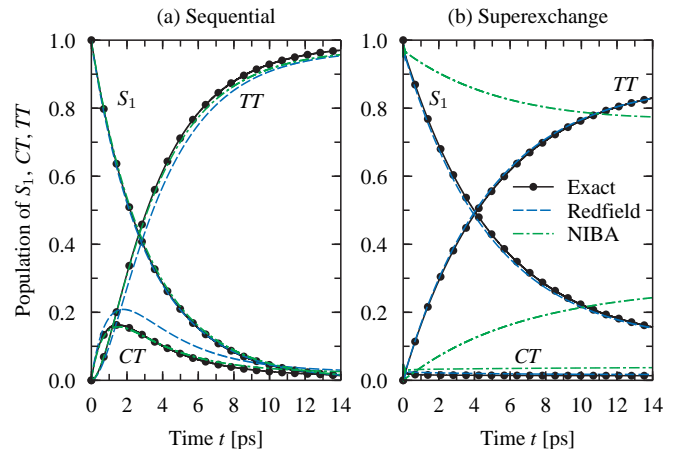 (a) Sequential
(b) Superexchange
Population of S₁, CT, TT
1.0
0.8
0.6
0.4
0.2
0.0
S₁
TT
CT
0 2 4 6 8 10 12 14
Time t [ps]
1.0
0.8
0.6
0.4
0.2
0.0
S₁
TT
Exact
Redfield
NIBA
CT
0 2 4 6 8 10 12 14
Time t [ps]